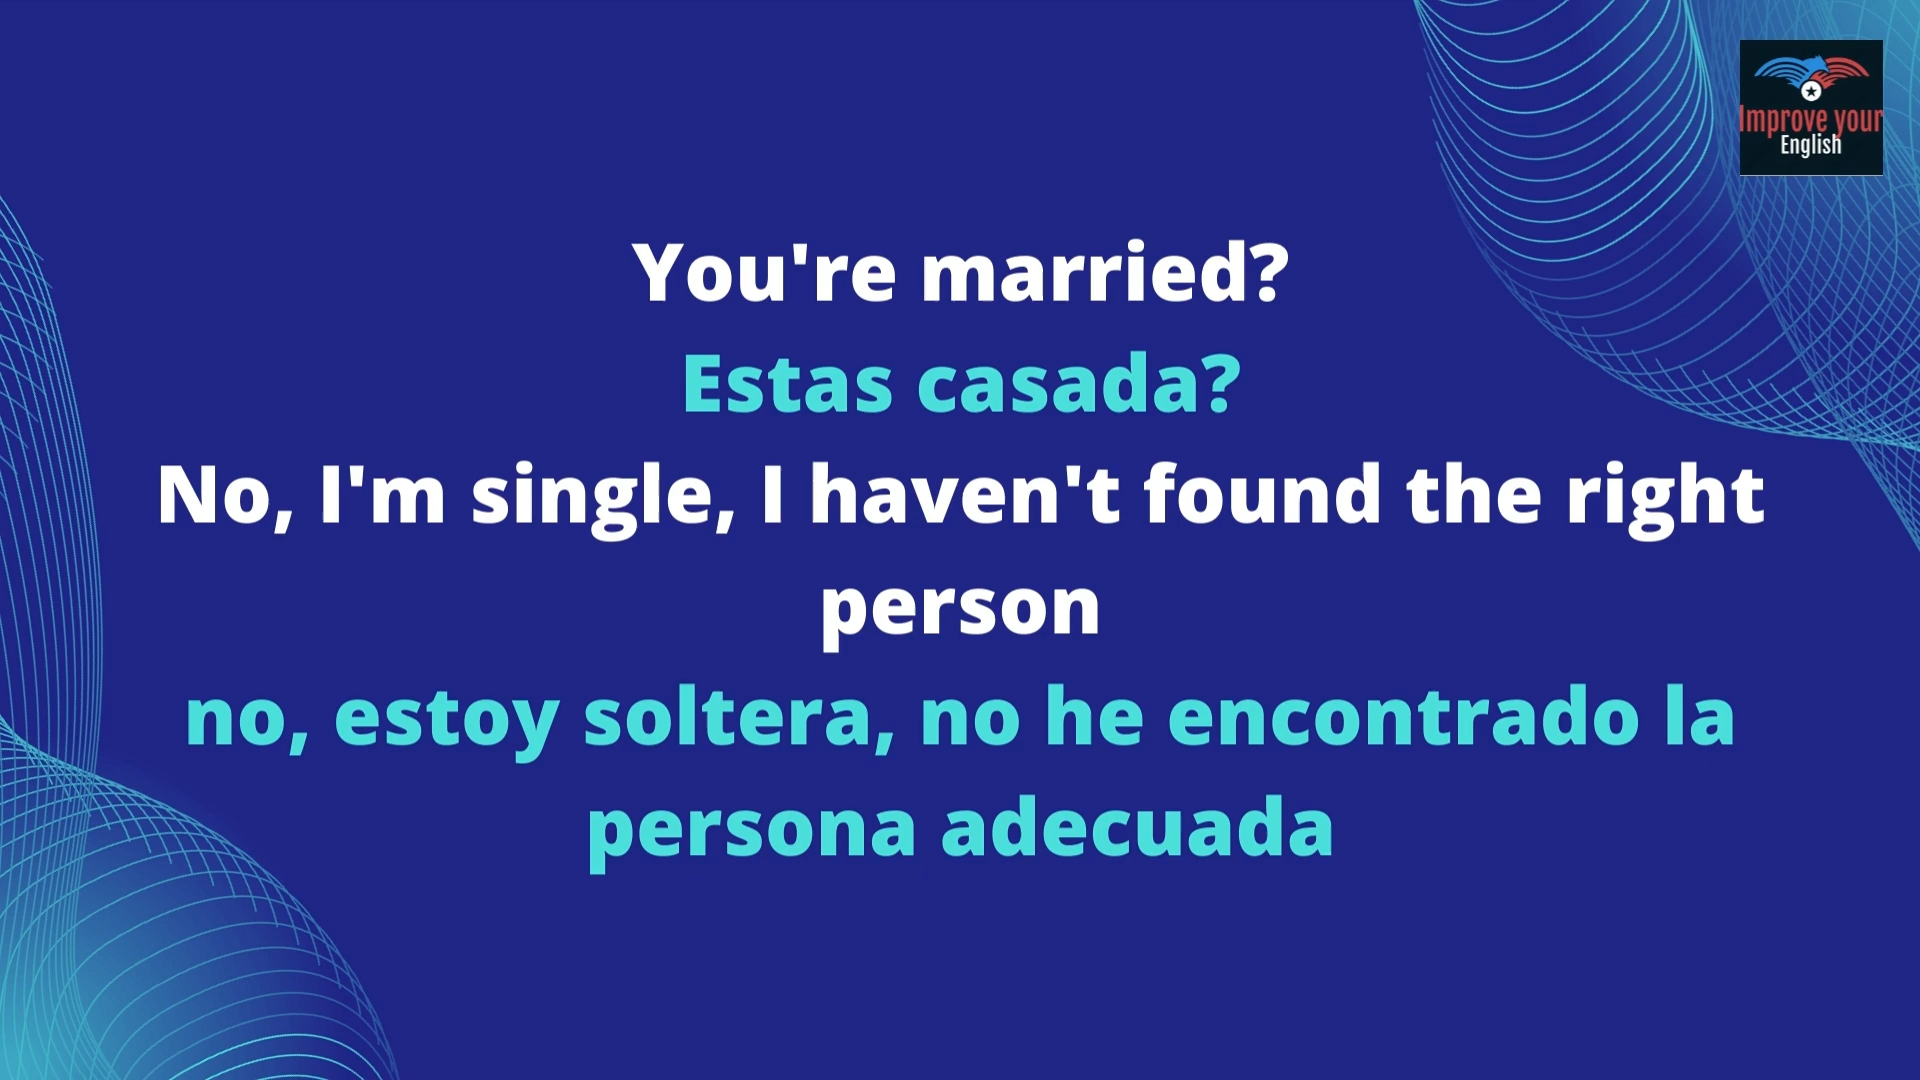 Improve your
English
You're married?
Estas casada?
No, I'm single, I haven't found the right
person
no, estoy soltera, no he encontrado la
persona adecuada